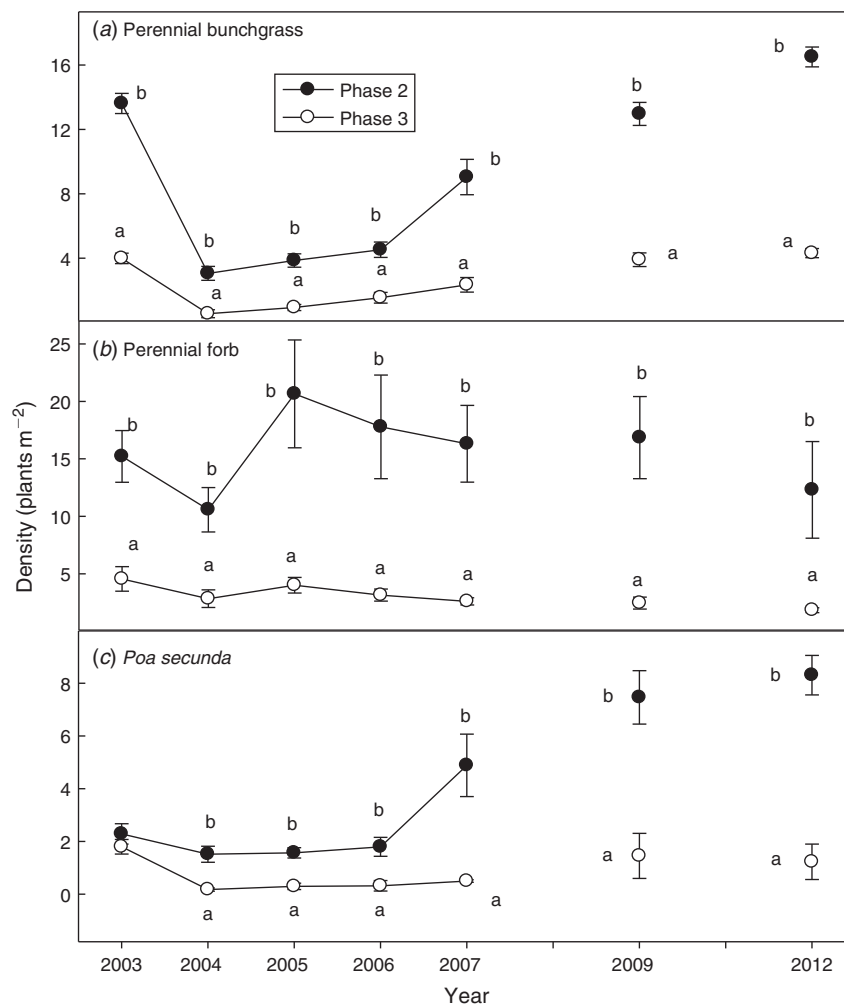 (a) Perennial bunchgrass
Phase 2
Phase 3
16
12
8
4
b
b
b
b
b
b
b
a
a
a
a
a
a
a
(b) Perennial forb
25
20
15
10
5
b
b
b
b
b
b
b
a
a
a
a
a
a
a
(c) Poa secunda
8
6
4
2
0
b
b
b
b
b
b
a
a
a
a
a
a
Density (plants m−2)
2003 2004 2005 2006 2007 2009 2012
Year